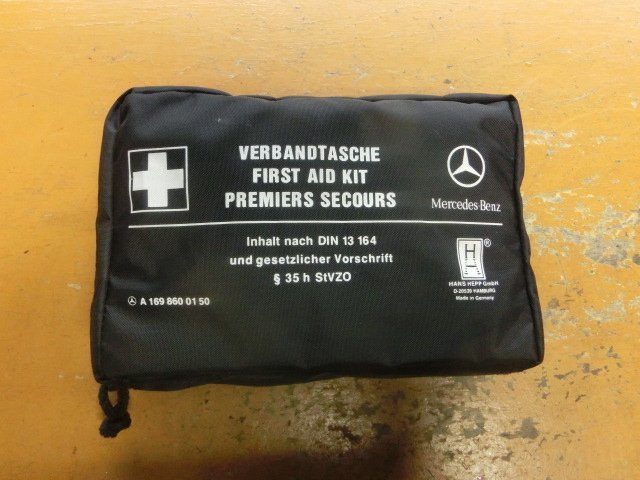 VERBANDTASCHE
FIRST AID KIT
PREMIERS SECOURS
Mercedes-Benz
Inhalt nach DIN 13 164
und gesetzlicher Vorschrift
§ 35 h StVZO
A 169 860 01 50
H
H
®
HANS HEPP GmbH
D-20539 HAMBURG
Made in Germany